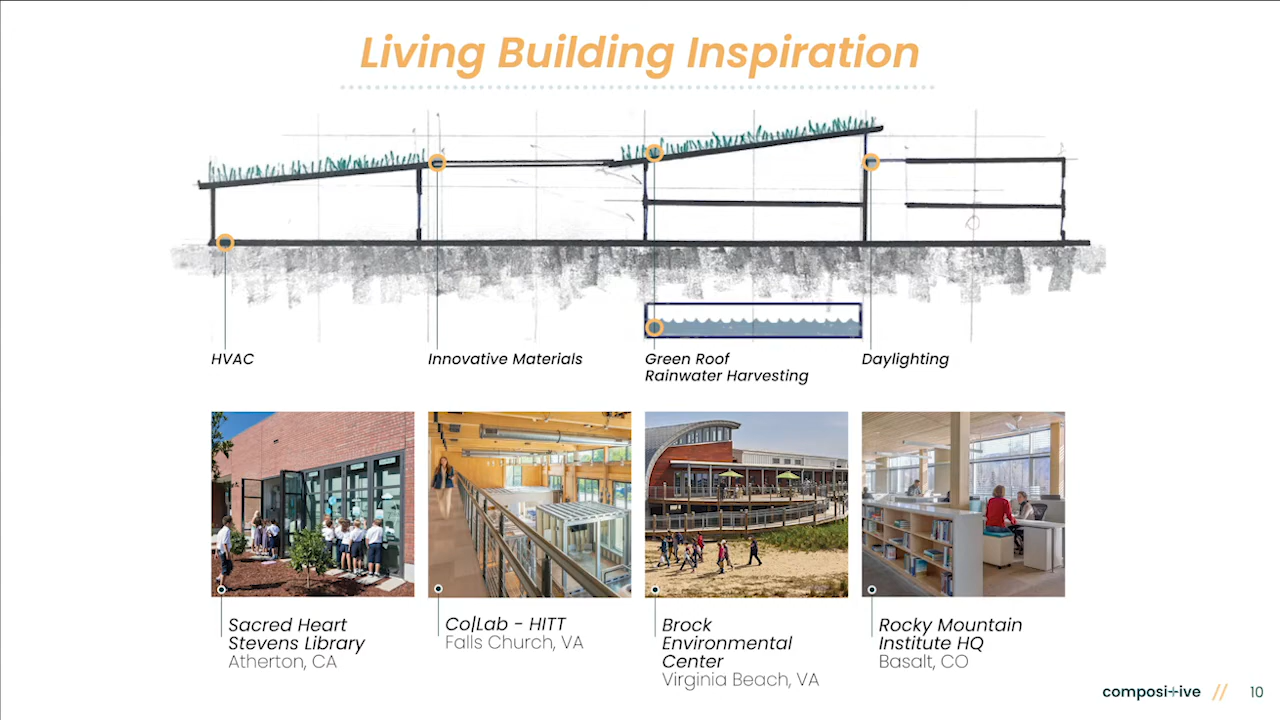 Living Building Inspiration
HVAC
Innovative Materials
Green Roof
Rainwater Harvesting
Daylighting
Sacred Heart
Stevens Library
Atherton, CA
Co|Lab - HITT
Falls Church, VA
Brock
Environmental
Center
Virginia Beach, VA
Rocky Mountain
Institute HQ
Basalt, CO
composi+ive // 10